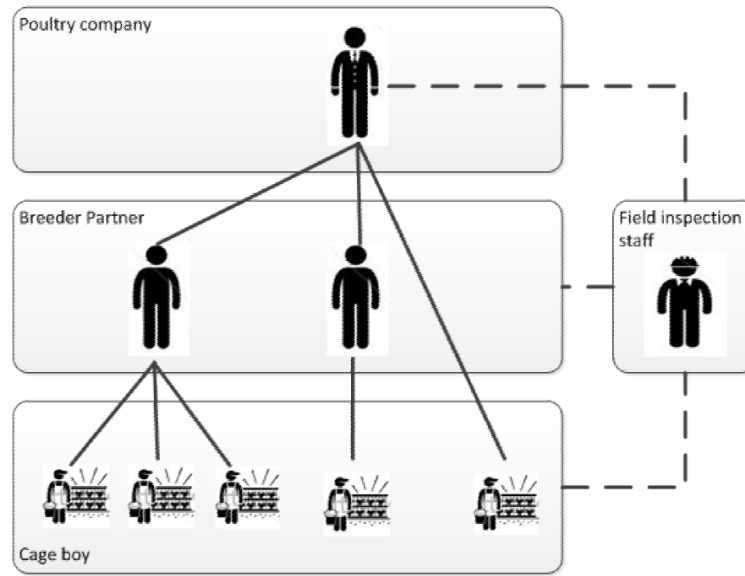 Poultry company
Breeder Partner
Field inspection
staff
Cage boy